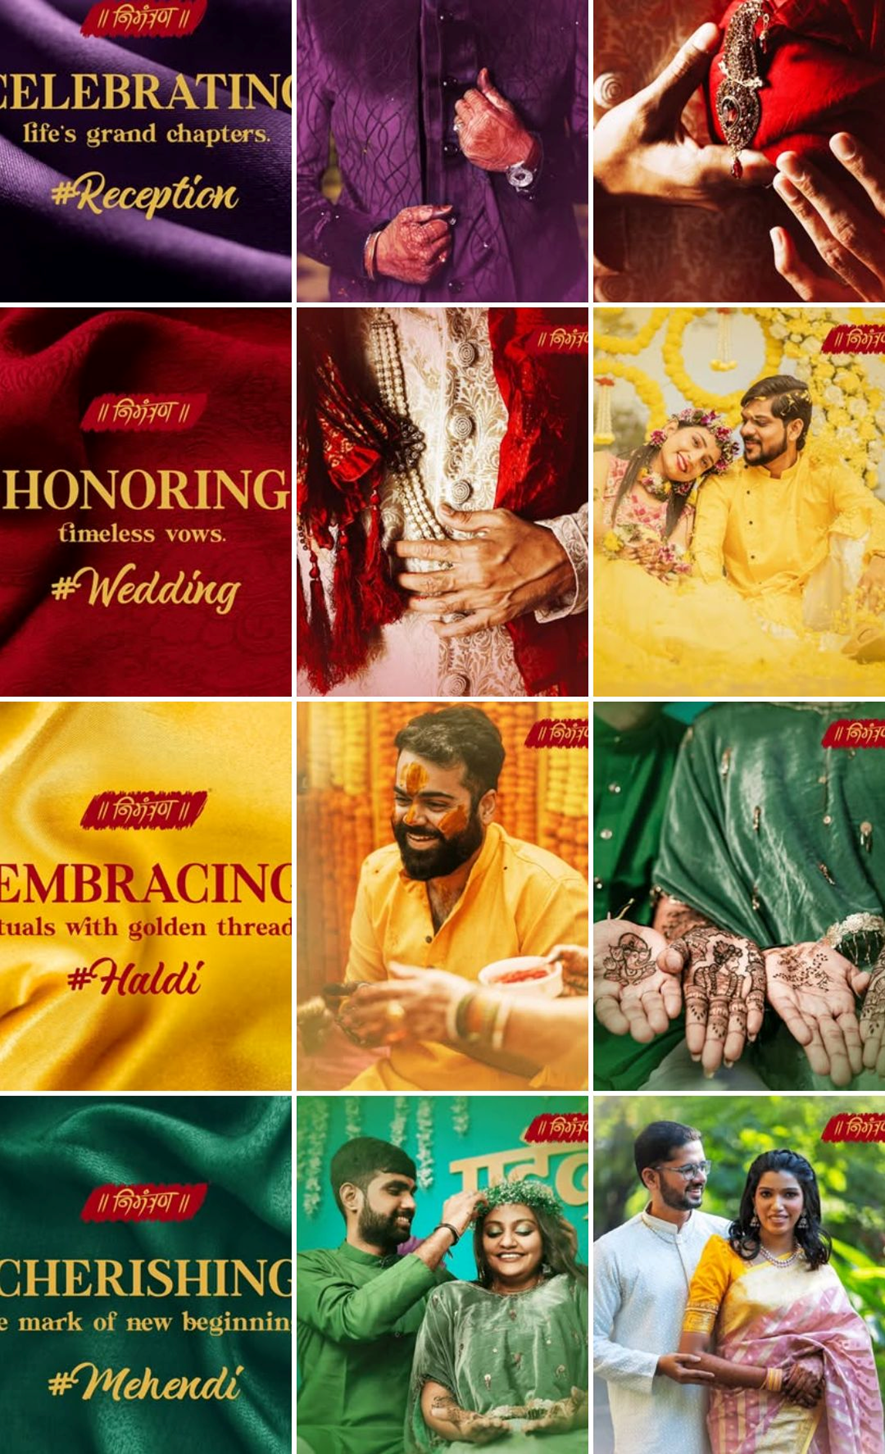 ॥ निमंत्रण ॥
CELEBRATING
life's grand chapters.
#Reception
॥ निमंत्रण ॥
HONORING
timeless vows.
#Wedding
॥ निमंत्र
॥ निमंत्र
॥ निमंत्रण ॥
EMBRACING
tuals with golden thread
#Haldi
॥ निमंत्र
॥ निमंत्र
॥ निमंत्रण ॥
CHERISHING
e mark of new beginnin
#Mehendi
॥ निमंत्र
॥ निमंत्र